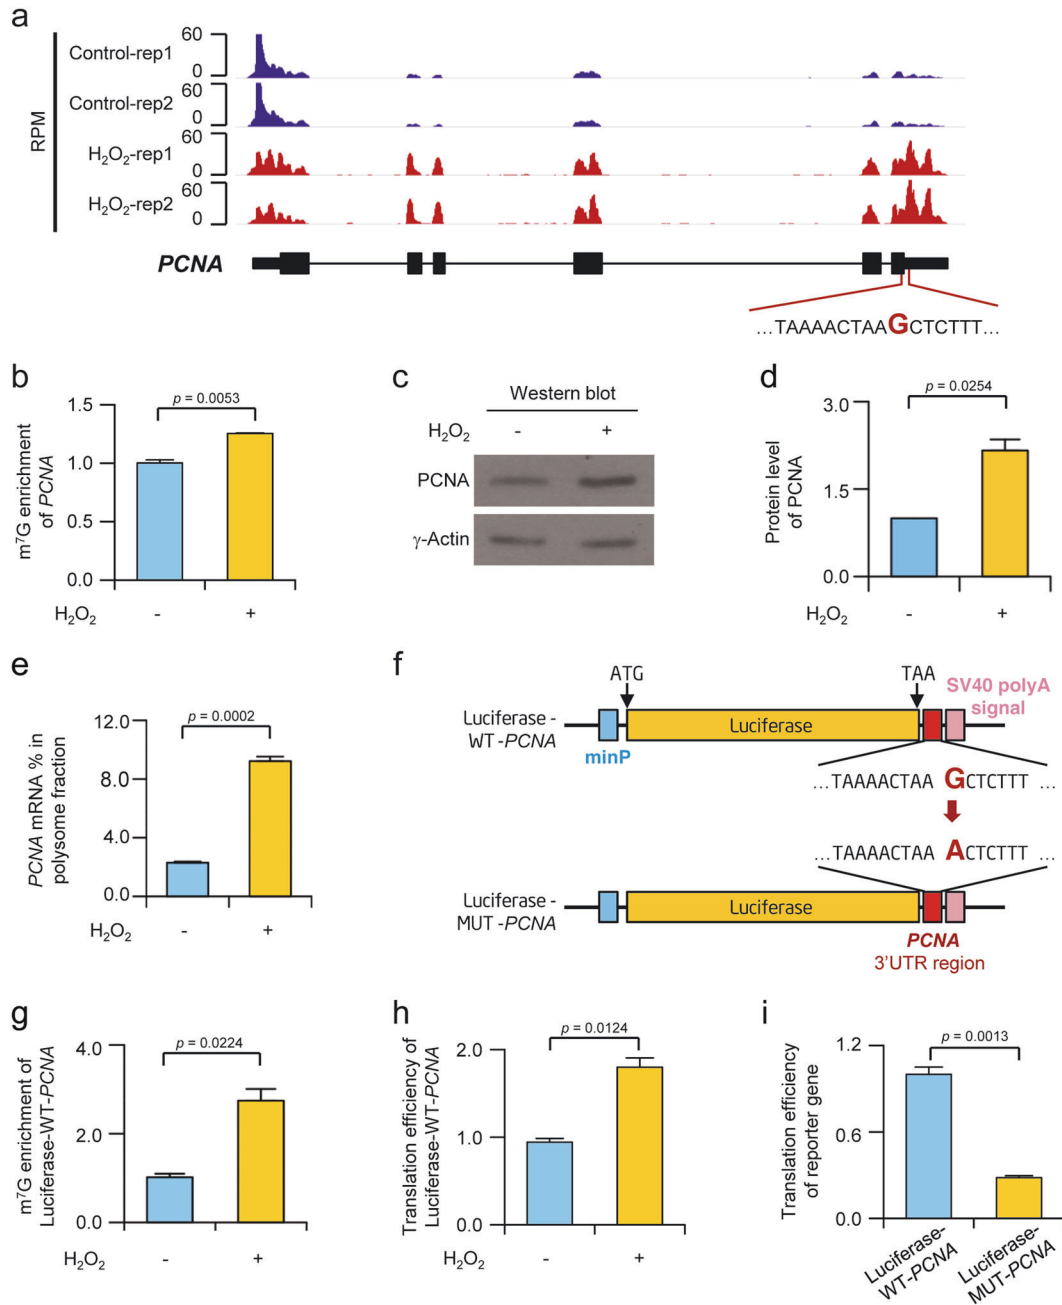 a
RPM
Control-rep1
60
0
Control-rep2
60
0
H₂O₂-rep1
60
0
H₂O₂-rep2
60
0
PCNA
...TAAAACTAAGCTCTTT...
b
m⁷G enrichment
of PCNA
1.5
1.0
0.5
0.0
p = 0.0053
H₂O₂
-
+
c
Western blot
H₂O₂
-
+
PCNA
γ-Actin
d
Protein level
of PCNA
3.0
1.5
0.0
p = 0.0254
H₂O₂
-
+
e
PCNA mRNA % in
polysome fraction
12.0
8.0
4.0
0.0
p = 0.0002
H₂O₂
-
+
f
ATG
TAA
SV40 polyA
signal
Luciferase -
WT -PCNA
Luciferase
minP
...TAAAACTAA GCTCTTT ...
...TAAAACTAA ACTCTTT ...
Luciferase -
MUT -PCNA
Luciferase
PCNA
3'UTR region
g
m⁷G enrichment of
Luciferase-WT-PCNA
4.0
2.0
0.0
p = 0.0224
H₂O₂
-
+
h
Translation efficiency of
Luciferase-WT-PCNA
2.0
1.0
0.0
p = 0.0124
H₂O₂
-
+
i
Translation efficiency
of reporter gene
1.2
0.6
0.0
p = 0.0013
Luciferase-
WT-PCNA
Luciferase-
MUT-PCNA